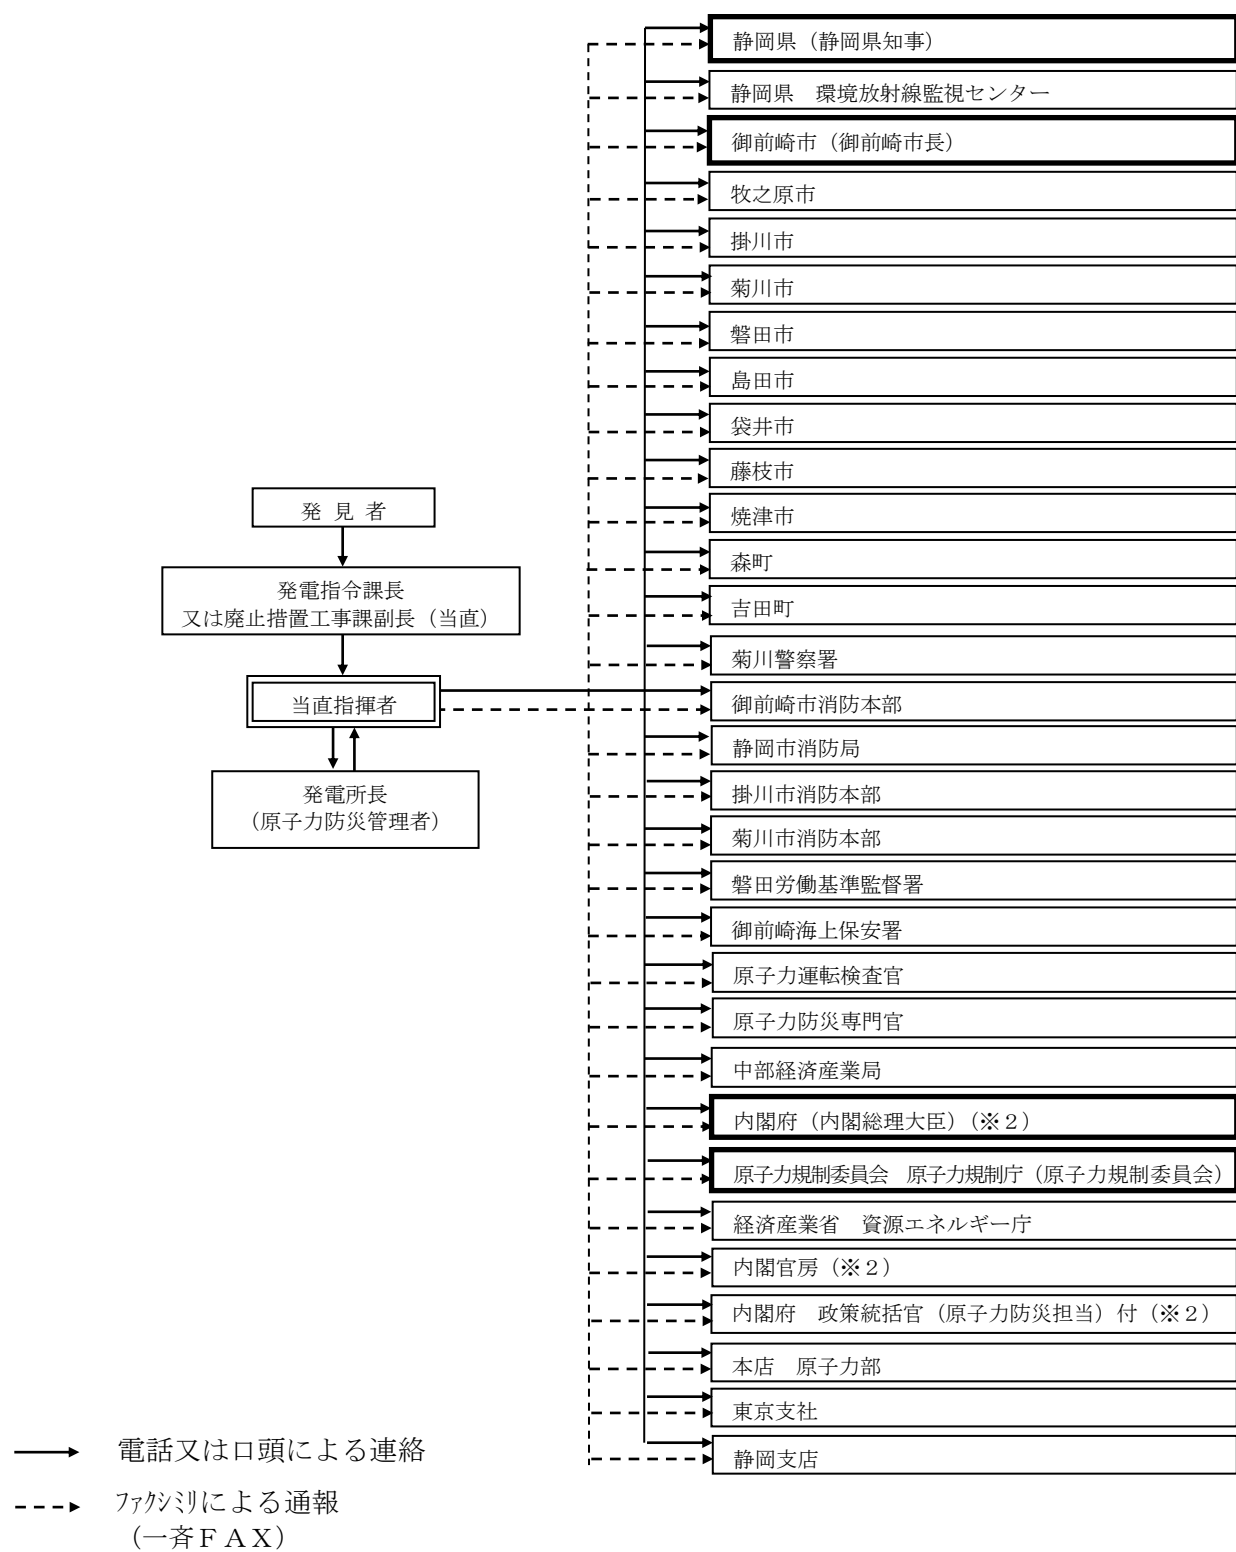 静岡県（静岡県知事）
静岡県　環境放射線監視センター
御前崎市（御前崎市長）
牧之原市
掛川市
菊川市
磐田市
島田市
袋井市
藤枝市
焼津市
森町
吉田町
菊川警察署
御前崎市消防本部
静岡市消防局
掛川市消防本部
菊川市消防本部
磐田労働基準監督署
御前崎海上保安署
原子力運転検査官
原子力防災専門官
中部経済産業局
内閣府（内閣総理大臣）（※２）
原子力規制委員会　原子力規制庁（原子力規制委員会）
経済産業省　資源エネルギー庁
内閣官房（※２）
内閣府　政策統括官（原子力防災担当）付（※２）
本店　原子力部
東京支社
静岡支店
発 見 者
発電指令課長
又は廃止措置工事課副長（当直）
当直指揮者
発電所長
（原子力防災管理者）
電話又は口頭による連絡
ﾌｧｸｼﾐﾘによる通報
（一斉ＦＡＸ）